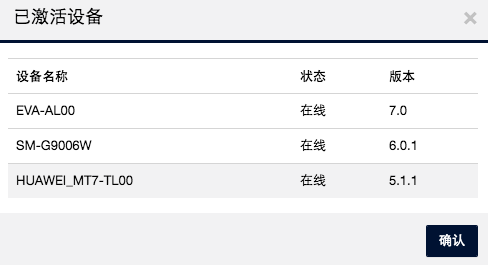 已激活设备
设备名称 状态 版本
EVA-AL00 在线 7.0
SM-G9006W 在线 6.0.1
HUAWEI_MT7-TL00 在线 5.1.1
确认